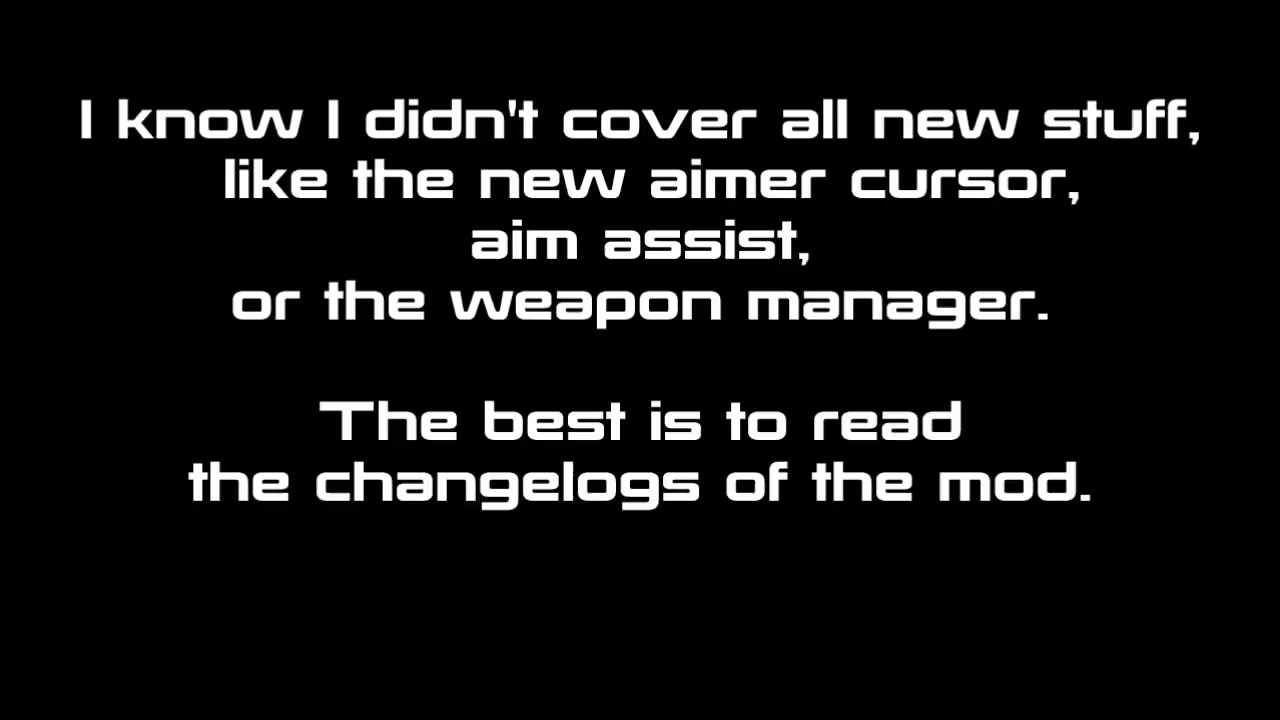 I know I didn't cover all new stuff,
like the new aimer cursor,
aim assist,
or the weapon manager.
The best is to read
the changelogs of the mod.